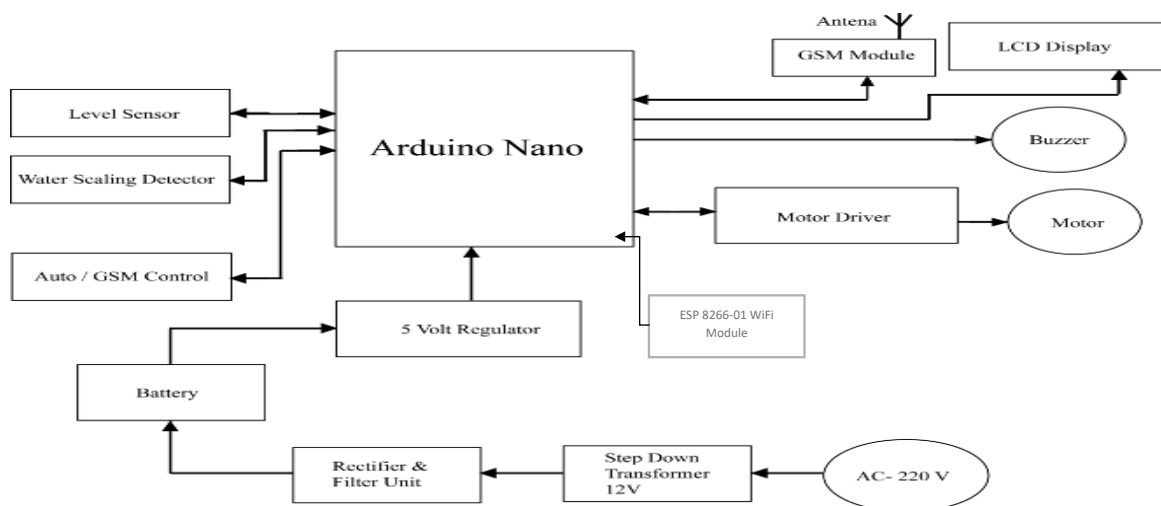 Antena
GSM Module
LCD Display
Level Sensor
Arduino Nano
Buzzer
Water Scaling Detector
Motor Driver
Motor
Auto / GSM Control
5 Volt Regulator
ESP 8266-01 WiFi
Module
Battery
Rectifier &
Filter Unit
Step Down
Transformer
12V
AC- 220 V